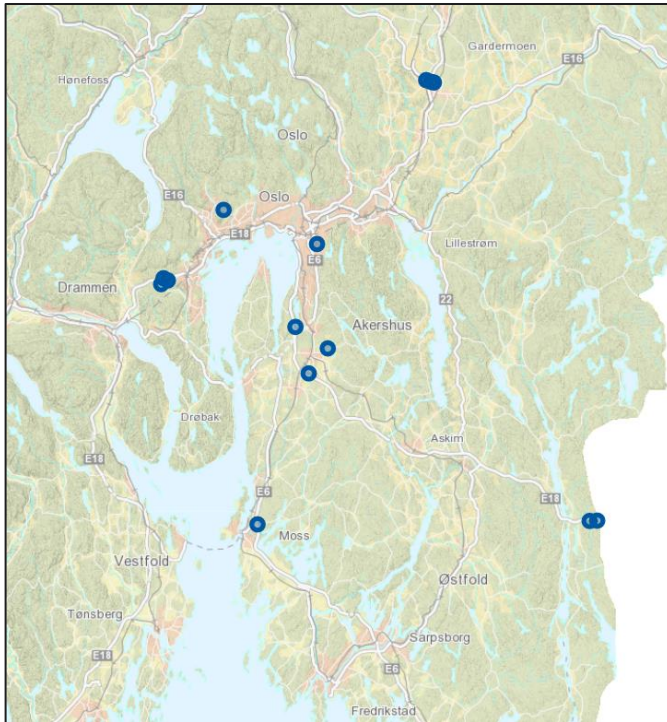 Gardermoen
E16
Hønefoss
Oslo
E16
Oslo
E18
Lillestrøm
E6
Drammen
22
Akershus
Drøbak
Askim
E18
E6
E18
Moss
Vestfold
Østfold
Tønsberg
Sarpsborg
E18
E6
Fredrikstad